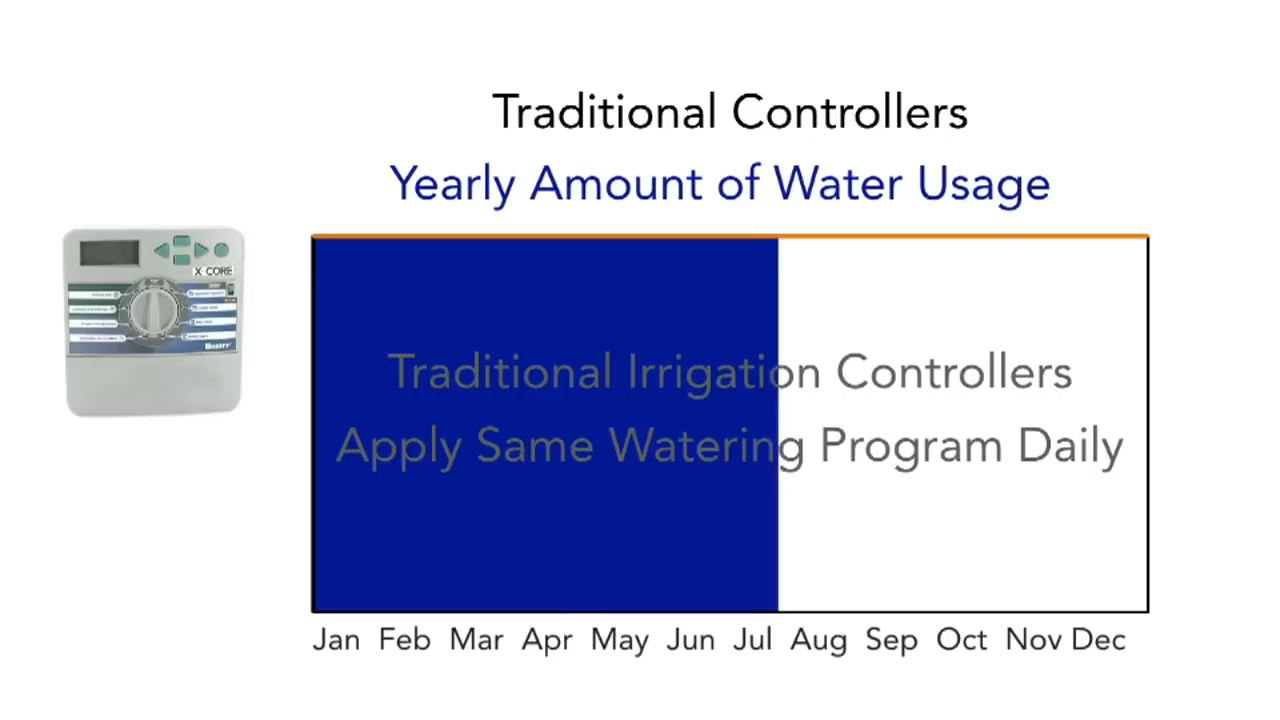 Traditional Controllers
Yearly Amount of Water Usage
X CORE
Hunter
Traditional Irrigation Controllers
Apply Same Watering Program Daily
Jan Feb Mar Apr May Jun Jul Aug Sep Oct Nov Dec